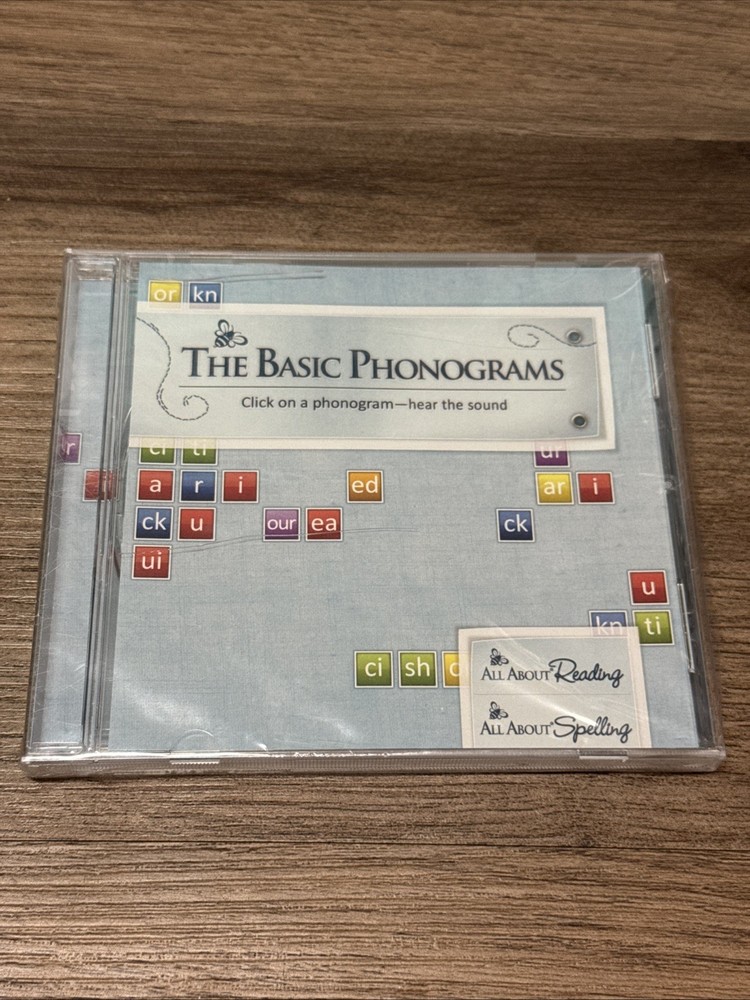 or kn
THE BASIC PHONOGRAMS
Click on a phonogram—hear the sound
r ci ti ur
a r i ed ar i
ck u our ea ck
ui
u
kn ti
ci sh
ALL ABOUT® Reading
ALL ABOUT® Spelling